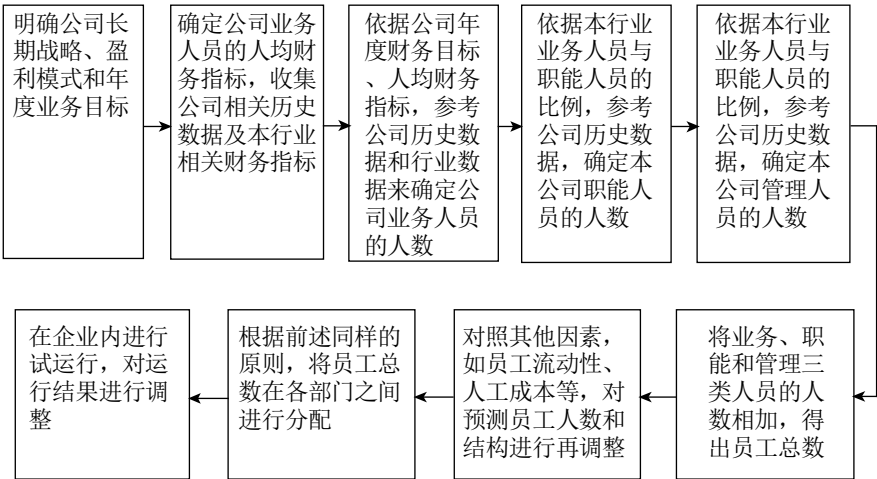 明确公司长
期战略、盈
利模式和年
度业务目标
确定公司业务
人员的人均财
务指标，收集
公司相关历史
数据及本行业
相关财务指标
依据公司年
度财务目标
、人均财务
指标，参考
公司历史数
据和行业数
据来确定公
司业务人员
的人数
依据本行业
业务人员与
职能人员的
比例，参考
公司历史数
据，确定本
公司职能人
员的人数
依据本行业
业务人员与
职能人员的
比例，参考
公司历史数
据，确定本
公司管理人
员的人数
将业务、职
能和管理三
类人员的人
数相加，得
出员工总数
对照其他因素，
如员工流动性、
人工成本等，对
预测员工人数和
结构进行再调整
根据前述同样的
原则，将员工总
数在各部门之间
进行分配
在企业内进行
试运行，对运
行结果进行调
整